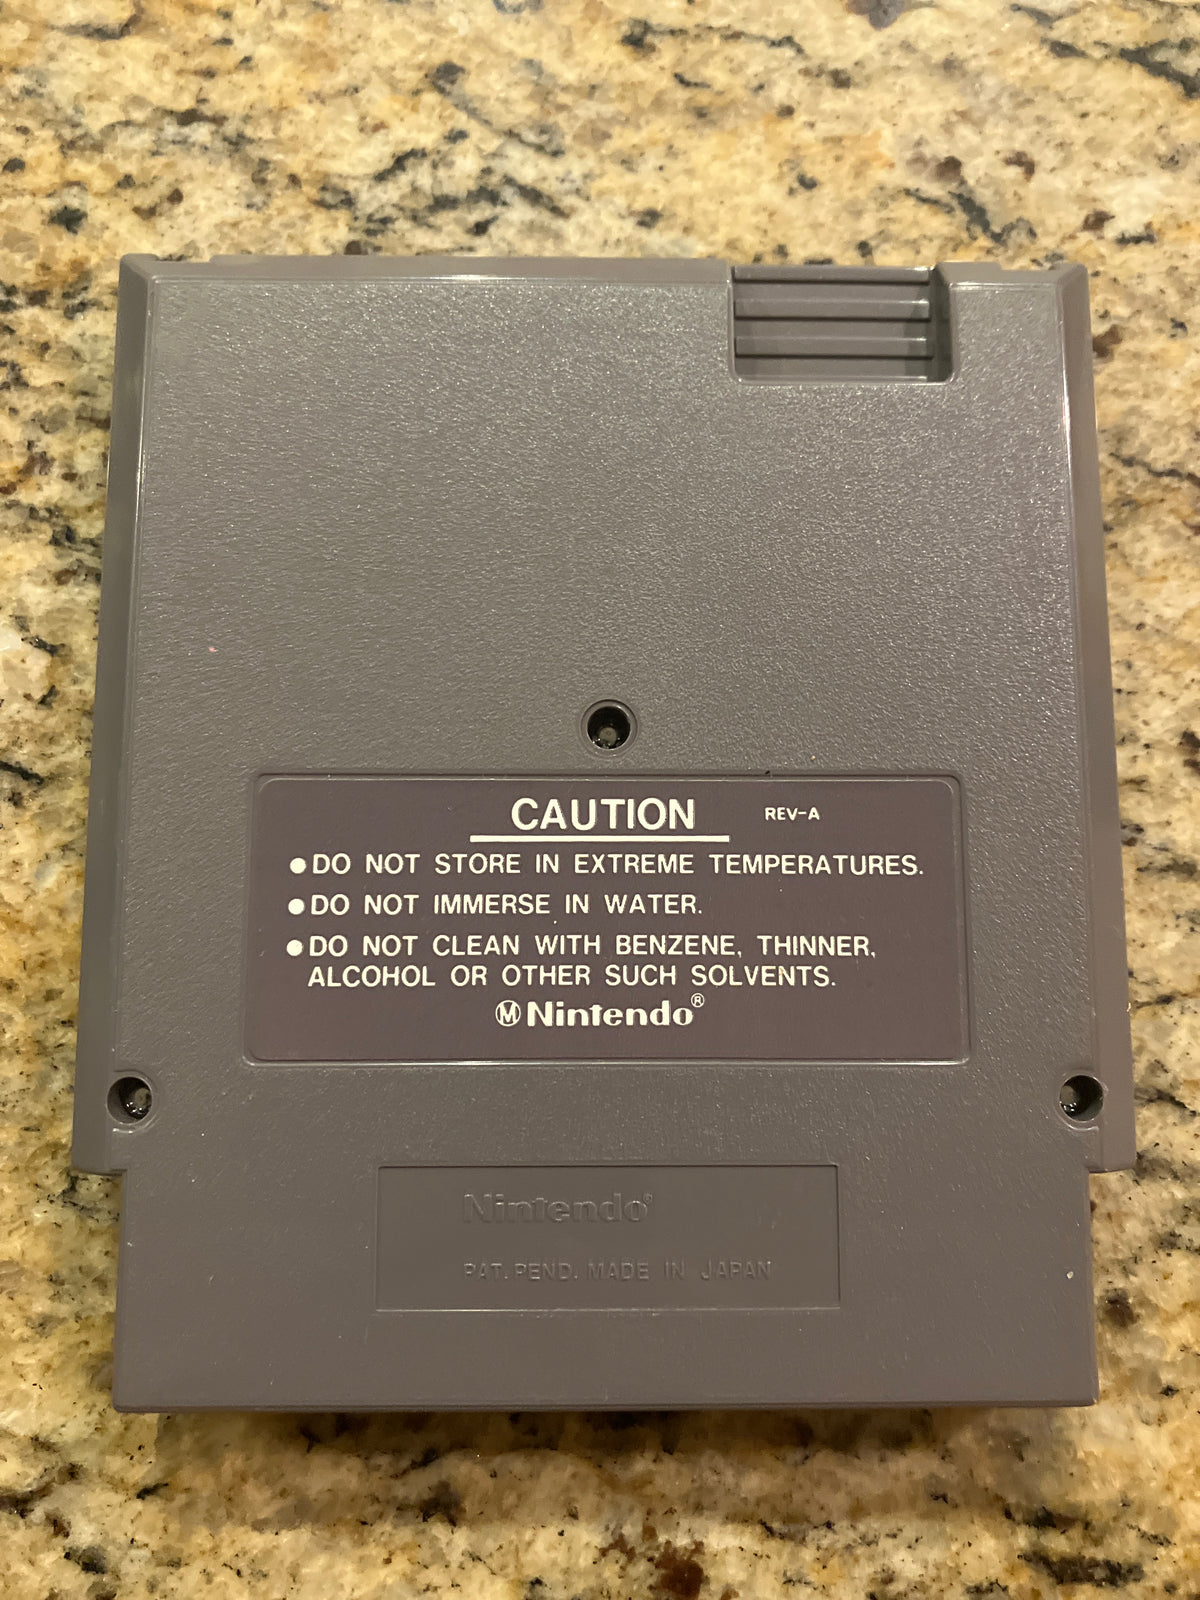 CAUTION REV-A
●DO NOT STORE IN EXTREME TEMPERATURES.
●DO NOT IMMERSE IN WATER.
●DO NOT CLEAN WITH BENZENE, THINNER,
ALCOHOL OR OTHER SUCH SOLVENTS.
Ⓜ Nintendo®
Nintendo®
PAT. PEND. MADE IN JAPAN